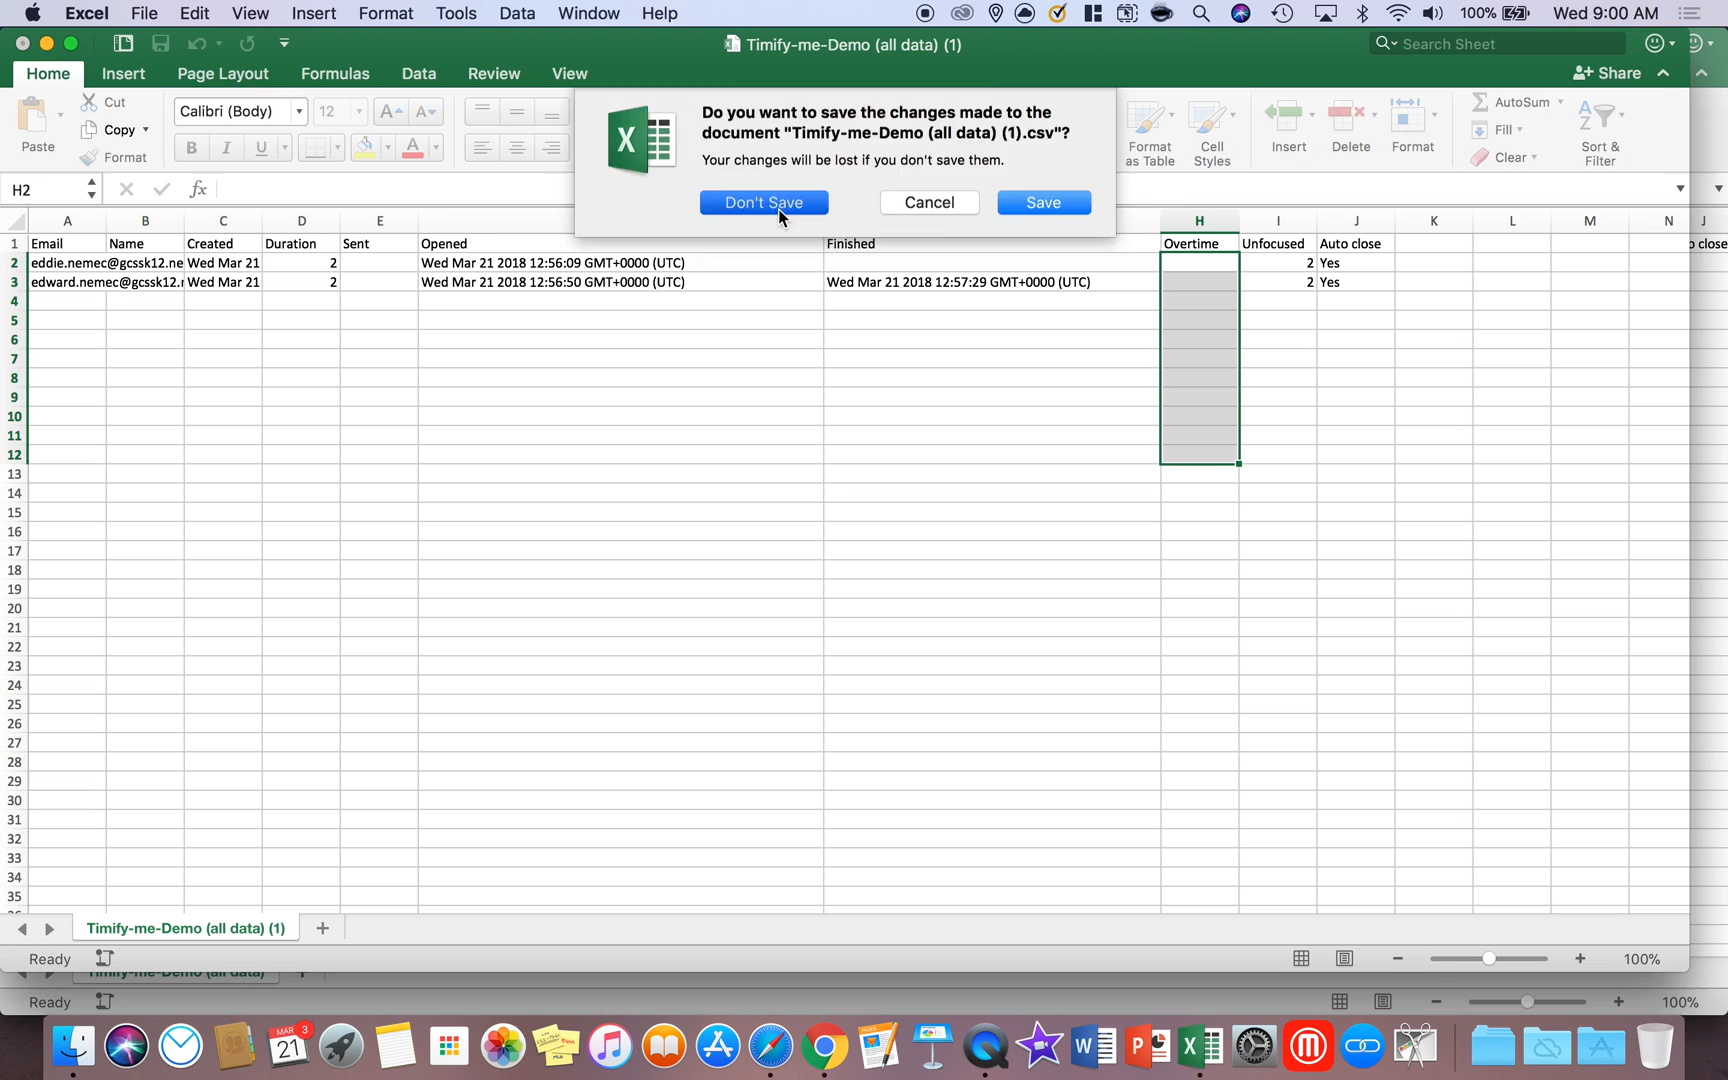 Excel File Edit View Insert Format Tools Data Window Help 100% Wed 9:00 AM
Timify-me-Demo (all data) (1)
Search Sheet
Home Insert Page Layout Formulas Data Review View
Share
Paste
Cut
Copy
Format
Calibri (Body) 12
B I U A
Format as Table
Cell Styles
Insert
Delete
Format
AutoSum
Fill
Clear
Sort & Filter
Do you want to save the changes made to the
document "Timify-me-Demo (all data) (1).csv"?
Your changes will be lost if you don't save them.
Don't Save Cancel Save
H2 fx
A B C D E H I J K L M N J
1 Email Name Created Duration Sent Opened Finished Overtime Unfocused Auto close
2 eddie.nemec@gcssk12.ne Wed Mar 21 2 Wed Mar 21 2018 12:56:09 GMT+0000 (UTC) 2 Yes
3 edward.nemec@gcssk12.r Wed Mar 21 2 Wed Mar 21 2018 12:56:50 GMT+0000 (UTC) Wed Mar 21 2018 12:57:29 GMT+0000 (UTC) 2 Yes
4
5
6
7
8
9
10
11
12
13
14
15
16
17
18
19
20
21
22
23
24
25
26
27
28
29
30
31
32
33
34
35
Timify-me-Demo (all data) (1)
Ready 100%
Timify-me-Demo (all data)
Ready 100%
MAR 21 3